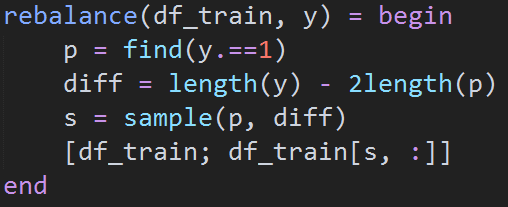 rebalance(df_train, y) = begin
    p = find(y.==1)
    diff = length(y) - 2length(p)
    s = sample(p, diff)
    [df_train; df_train[s, :]]
end